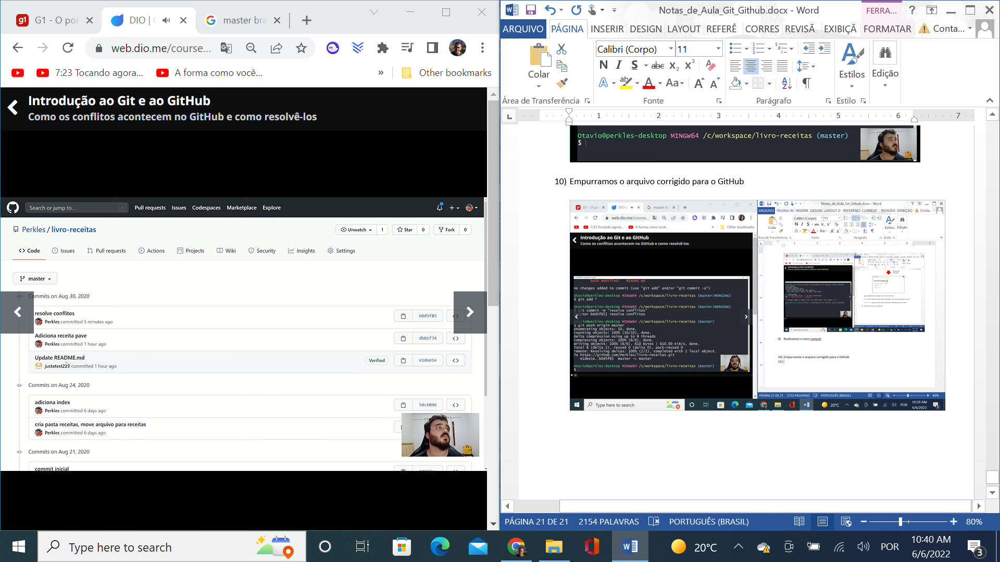 G1 - O por
DIO | C
master bra
web.dio.me/course...
7:23 Tocando agora...
A forma como você...
»
Other bookmarks
Introdução ao Git e ao GitHub
Como os conflitos acontecem no GitHub e como resolvê-los
Search or jump to...
/
Pull requests
Issues
Codespaces
Marketplace
Explore
Perkles / livro-receitas
Unwatch
1
Star
0
Fork
0
Code
Issues
Pull requests
Actions
Projects
Wiki
Security
Insights
Settings
master
Commits on Aug 30, 2020
resolve conflitos
Perkles committed 5 minutes ago
b0d5f85
Adiciona receita pave
Perkles committed 1 hour ago
db01f74
Update README.md
justatest223 committed 1 hour ago
Verified
e1dee1e
Commits on Aug 24, 2020
adiciona index
Perkles committed 6 days ago
54c6046
cria pasta receitas, move arquivo para receitas
Perkles committed 6 days ago
Commits on Aug 21, 2020
commit inicial
Notas_de_Aula_Git_Github.docx - Word
FERRA...
?
ARQUIVO
PÁGINA
INSERIR
DESIGN
LAYOUT
REFERÊ
CORRES
REVISÃ
EXIBIÇÃ
FORMATAR
Conta...
Colar
Calibri (Corpo)
11
N I S abc X2 X2
A
Aa
Estilos
Edição
Área de Transferência
Fonte
Parágrafo
Estilo
1 2 3 4 5 6 7
Otavio@perkles-desktop MINGW64 /c/workspace/livro-receitas (master)
$
10) Empurramos o arquivo corrigido para o GitHub
G1 - O por
DIO |
master bra
web.dio.me/course...
7:23 Tocando agora...
A forma como você...
Other bookmarks
Introdução ao Git e ao GitHub
Como os conflitos acontecem no GitHub e como resolvê-los
both modified: README.md
no changes added to commit (use "git add" and/or "git commit -a")
Otavio@perkles-desktop MINGW64 /c/workspace/livro-receitas (master|MERGING)
$ git add *
Otavio@perkles-desktop MINGW64 /c/workspace/livro-receitas (master|MERGING)
$ git commit -m "resolve conflitos"
[master b0d5f85] resolve conflitos
Otavio@perkles-desktop MINGW64 /c/workspace/livro-receitas (master)
$ git push origin master
Enumerating objects: 10, done.
Counting objects: 100% (10/10), done.
Delta compression using up to 8 threads
Compressing objects: 100% (6/6), done.
Writing objects: 100% (6/6), 610 bytes | 610.00 KiB/s, done.
Total 6 (delta 2), reused 0 (delta 0), pack-reused 0
remote: Resolving deltas: 100% (2/2), completed with 1 local object.
To https://github.com/Perkles/livro-receitas.git
e1dee1e..b0d5f85 master -> master
Otavio@perkles-desktop MINGW64 /c/workspace/livro-receitas (master)
$
Notas_de_Aula_Git_Github.docx - Word
ARQUIVO
PÁGINA IN
INSERIR
DESIGN
LAYOUT D
REFERÊNCI
CORRESP
REVISÃO
EXIBIÇÃO
Conta...
Colar
Calibri (Corpo)
11
Estilos
Edição
Área de Transferência
Fonte
Parágrafo
Estilo
9) Realizamos o novo commit
10) Empurramos o arquivo corrigido para o GitHub
11)
PÁGINA 21 DE 21
2155 PALAVRAS
PORTUGUÊS (BRASIL)
80%
Type here to search
20°C
POR
10:39 AM
6/6/2022
PÁGINA 21 DE 21
2154 PALAVRAS
PORTUGUÊS (BRASIL)
80%
Type here to search
20°C
POR
10:40 AM
6/6/2022
3